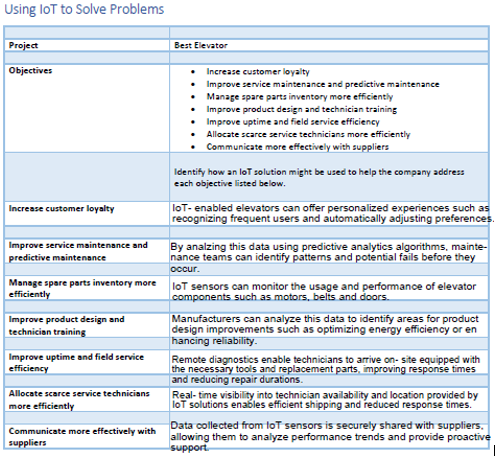 Using IoT to Solve Problems
Project
Best Elevator
Objectives
• Increase customer loyalty
• Improve service maintenance and predictive maintenance
• Manage spare parts inventory more efficiently
• Improve product design and technician training
• Improve uptime and field service efficiency
• Allocate scarce service technicians more efficiently
• Communicate more effectively with suppliers
Identify how an IoT solution might be used to help the company address
each objective listed below.
Increase customer loyalty
IoT- enabled elevators can offer personalized experiences such as
recognizing frequent users and automatically adjusting preferences.
Improve service maintenance and
predictive maintenance
By analzing this data using predictive analytics algorithms, mainte-
nance teams can identify patterns and potential fails before they
occur.
Manage spare parts inventory more
efficiently
IoT sensors can monitor the usage and performance of elevator
components such as motors, belts and doors.
Improve product design and
technician training
Manufacturers can analyze this data to identify areas for product
design improvements such as optimizing energy efficiency or en
hancing reliability.
Improve uptime and field service
efficiency
Remote diagnostics enable technicians to arrive on- site equipped with
the necessary tools and replacement parts, improving response times
and reducing repair durations.
Allocate scarce service technicians
more efficiently
Real- time visibility into technician availability and location provided by
IoT solutions enables efficient shipping and reduced response times.
Communicate more effectively with
suppliers
Data collected from IoT sensors is securely shared with suppliers,
allowing them to analyze performance trends and provide proactive
support.